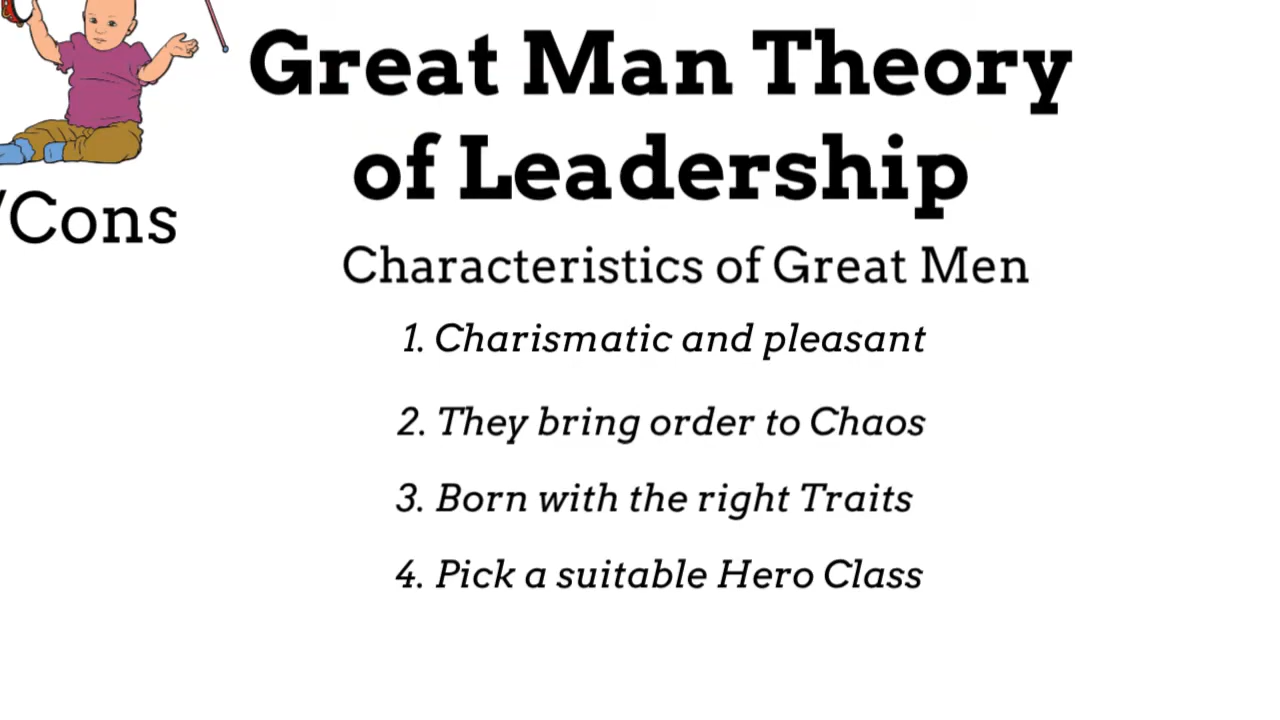 Great Man Theory
of Leadership
/Cons
Characteristics of Great Men
1. Charismatic and pleasant
2. They bring order to Chaos
3. Born with the right Traits
4. Pick a suitable Hero Class